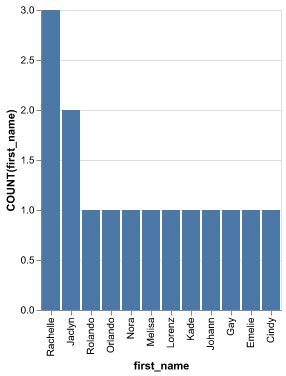 3.0
2.5
2.0
1.5
1.0
0.5
0.0
COUNT(first_name)
Rachelle
Jaclyn
Rolando
Orlando
Nora
Melisa
Lorenz
Kade
Johann
Gay
Emelie
Cindy
first_name